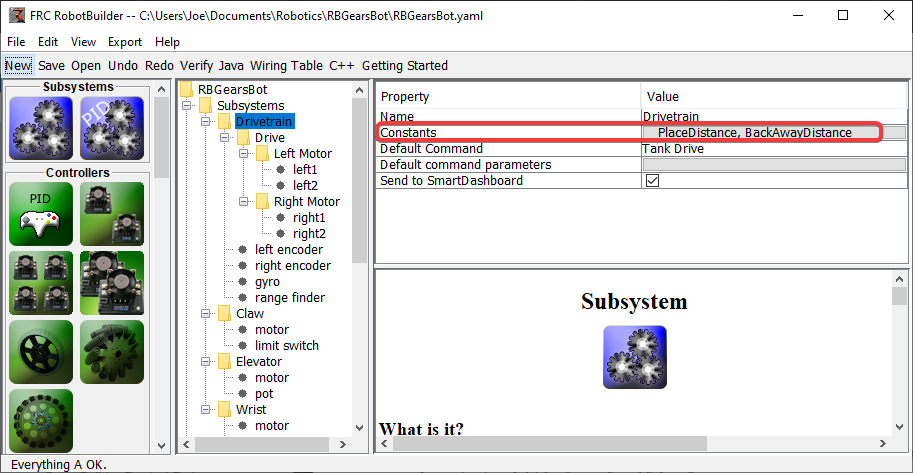 FRC RobotBuilder -- C:\Users\Joe\Documents\Robotics\RBGearsBot\RBGearsBot.yaml
File Edit View Export Help
New Save Open Undo Redo Verify Java Wiring Table C++ Getting Started
Subsystems
PID
Controllers
PID
RBGearsBot
Subsystems
Drivetrain
Drive
Left Motor
left1
left2
Right Motor
right1
right2
left encoder
right encoder
gyro
range finder
Claw
motor
limit switch
Elevator
motor
pot
Wrist
motor
Property Value
Name Drivetrain
Constants PlaceDistance, BackAwayDistance
Default Command Tank Drive
Default command parameters
Send to SmartDashboard
Subsystem
What is it?
Everything A OK.